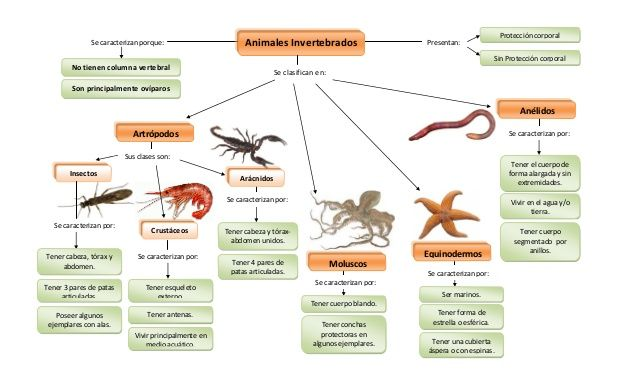 Se caracterizan porque:
Animales Invertebrados
Presentan:
Protección corporal
Sin Protección corporal
No tienen columna vertebral
Son principalmente ovíparos
Se clasifican en:
Artrópodos
Sus clases son:
Insectos
Se caracterizan por:
Tener cabeza, tórax y
abdomen.
Tener 3 pares de patas
articuladas.
Poseer algunos
ejemplares con alas.
Crustáceos
Se caracterizan por:
Tener esqueleto
externo
Tener antenas.
Vivir principalmente en
medio acuático.
Arácnidos
Se caracterizan por:
Tener cabeza y tórax-
abdomen unidos.
Tener 4 pares de
patas articuladas.
Moluscos
Se caracterizan por:
Tener cuerpo blando.
Tener conchas
protectoras en
algunos ejemplares.
Equinodermos
Se caracterizan por:
Ser marinos.
Tener forma de
estrella o esférica.
Tener una cubierta
áspera o con espinas.
Anélidos
Se caracterizan por:
Tener el cuerpo de
forma alargada y sin
extremidades.
Vivir en el agua y/o
tierra.
Tener cuerpo
segmentado por
anillos.